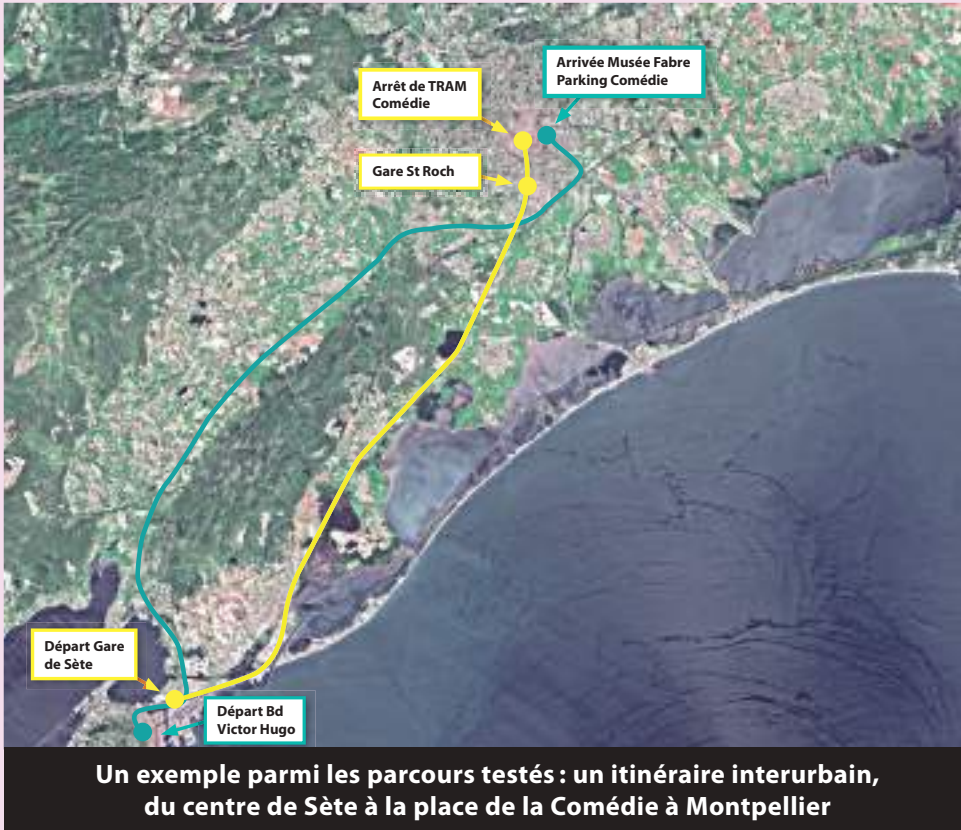 Arrivée Musée Fabre
Parking Comédie
Arrêt de TRAM
Comédie
Gare St Roch
Départ Gare
de Sète
Départ Bd
Victor Hugo
Un exemple parmi les parcours testés : un itinéraire interurbain,
du centre de Sète à la place de la Comédie à Montpellier